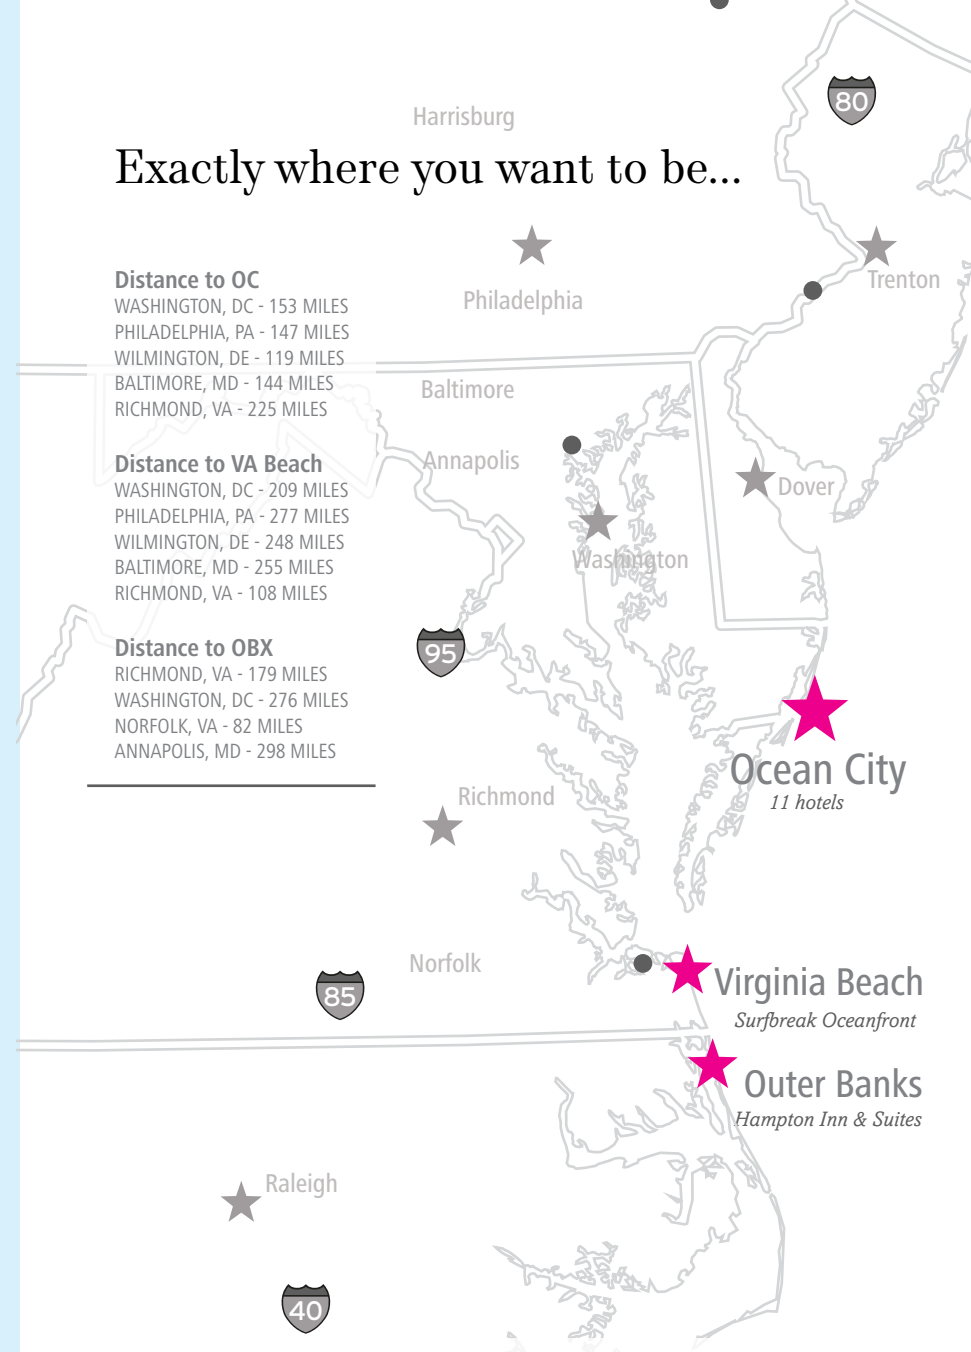 80
Harrisburg
Exactly where you want to be...
Distance to OC
WASHINGTON, DC - 153 MILES
PHILADELPHIA, PA - 147 MILES
WILMINGTON, DE - 119 MILES
BALTIMORE, MD - 144 MILES
RICHMOND, VA - 225 MILES
Distance to VA Beach
WASHINGTON, DC - 209 MILES
PHILADELPHIA, PA - 277 MILES
WILMINGTON, DE - 248 MILES
BALTIMORE, MD - 255 MILES
RICHMOND, VA - 108 MILES
Distance to OBX
RICHMOND, VA - 179 MILES
WASHINGTON, DC - 276 MILES
NORFOLK, VA - 82 MILES
ANNAPOLIS, MD - 298 MILES
Trenton
Philadelphia
Baltimore
Annapolis
Dover
Washington
95
Ocean City
11 hotels
Richmond
Norfolk
Virginia Beach
Surfbreak Oceanfront
85
Outer Banks
Hampton Inn & Suites
Raleigh
40